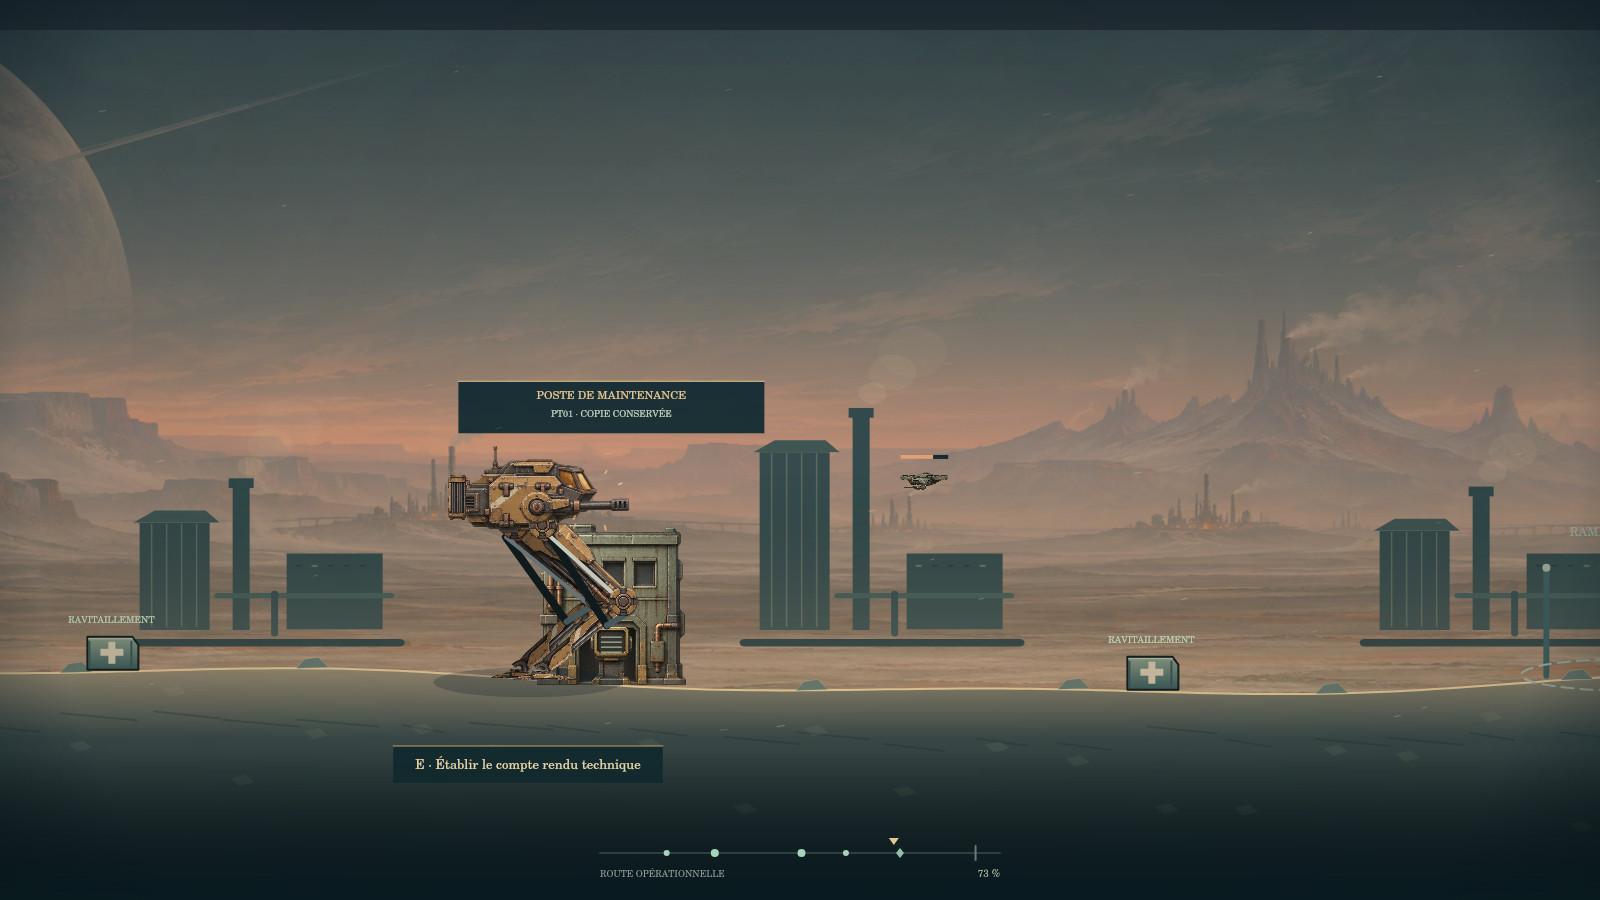 POSTE DE MAINTENANCE
PT01 · COPIE CONSERVÉE
RAVITAILLEMENT
RAVITAILLEMENT
E · Établir le compte rendu technique
ROUTE OPÉRATIONNELLE
73 %